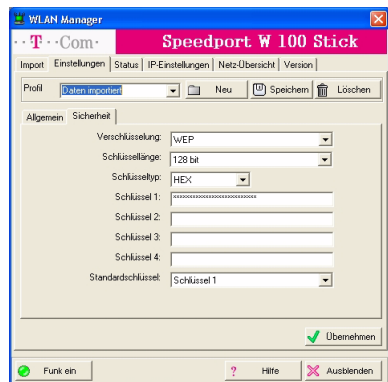 WLAN Manager
··T··Com· Speedport W 100 Stick
Import Einstellungen Status IP-Einstellungen Netz-Übersicht Version
Profil Daten importiert Neu Speichern Löschen
Allgemein Sicherheit
Verschlüsselung: WEP
Schlüssellänge: 128 bit
Schlüsseltyp: HEX
Schlüssel 1: **************************
Schlüssel 2:
Schlüssel 3:
Schlüssel 4:
Standardschlüssel: Schlüssel 1
Übernehmen
Funk ein ? Hilfe Ausblenden